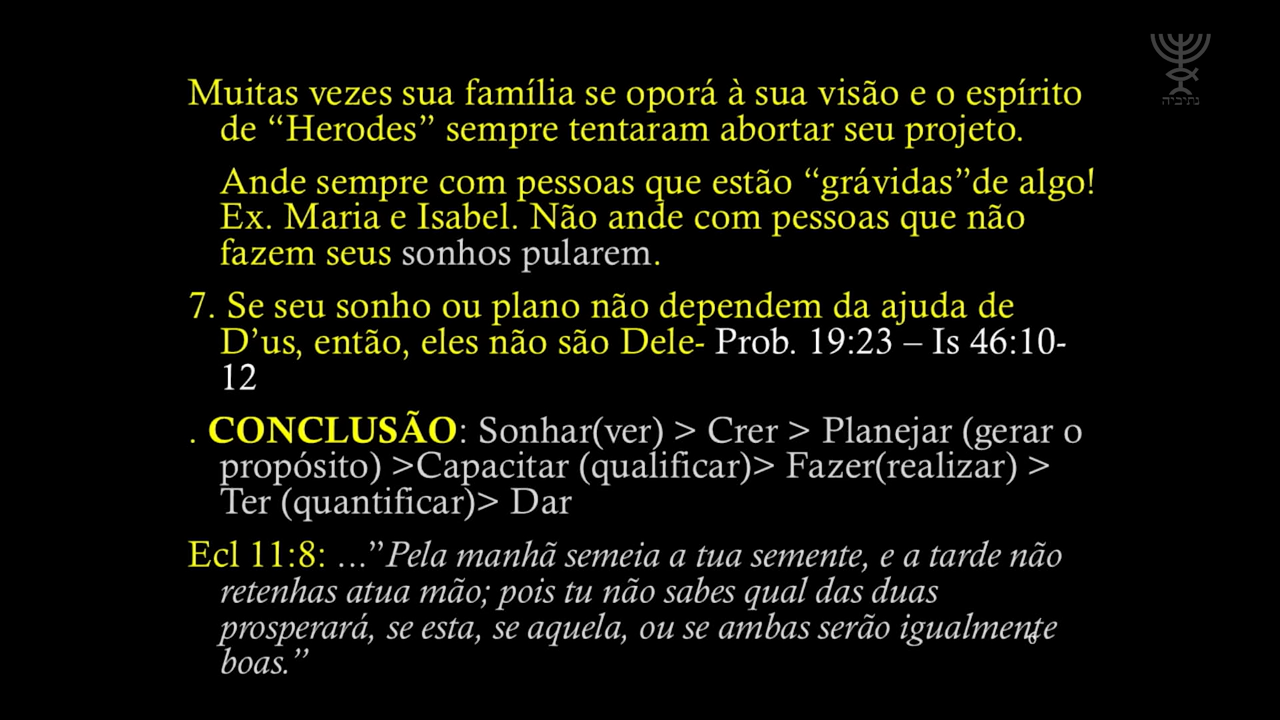 נתיביה
Muitas vezes sua família se oporá à sua visão e o espírito
de “Herodes” sempre tentaram abortar seu projeto.
Ande sempre com pessoas que estão “grávidas”de algo!
Ex. Maria e Isabel. Não ande com pessoas que não
fazem seus sonhos pularem.
7. Se seu sonho ou plano não dependem da ajuda de
D’us, então, eles não são Dele- Prob. 19:23 – Is 46:10-
12
. CONCLUSÃO: Sonhar(ver) > Crer > Planejar (gerar o
propósito) >Capacitar (qualificar)> Fazer(realizar) >
Ter (quantificar)> Dar
Ecl 11:8: ...”Pela manhã semeia a tua semente, e a tarde não
retenhas atua mão; pois tu não sabes qual das duas
prosperará, se esta, se aquela, ou se ambas serão igualmente
boas.”
6